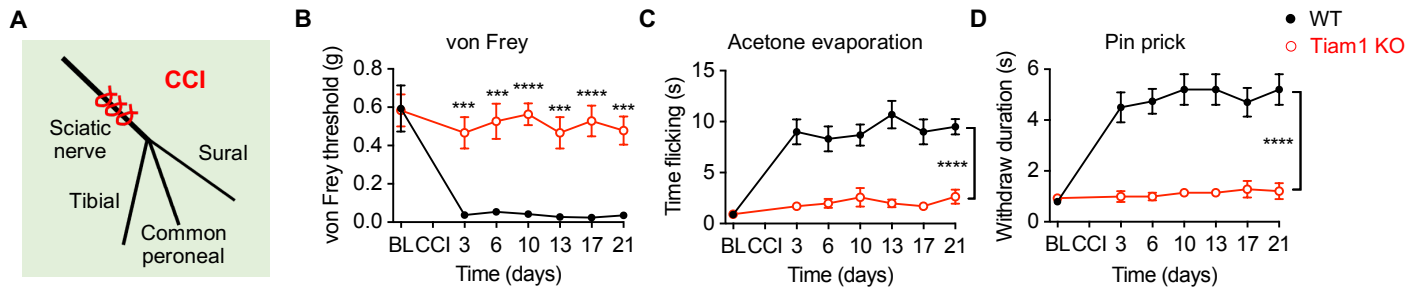 A
CCI
Sciatic
nerve
Sural
Tibial
Common
peroneal
B
von Frey
von Frey threshold (g)
0.8
0.6
0.4
0.2
0.0
*** *** **** *** **** ***
BL CCI 3 6 10 13 17 21
Time (days)
C
Acetone evaporation
Time flicking (s)
15
10
5
0
****
BL CCI 3 6 10 13 17 21
Time (days)
D
Pin prick
Withdraw duration (s)
6
4
2
0
****
BL CCI 3 6 10 13 17 21
Time (days)
WT
Tiam1 KO